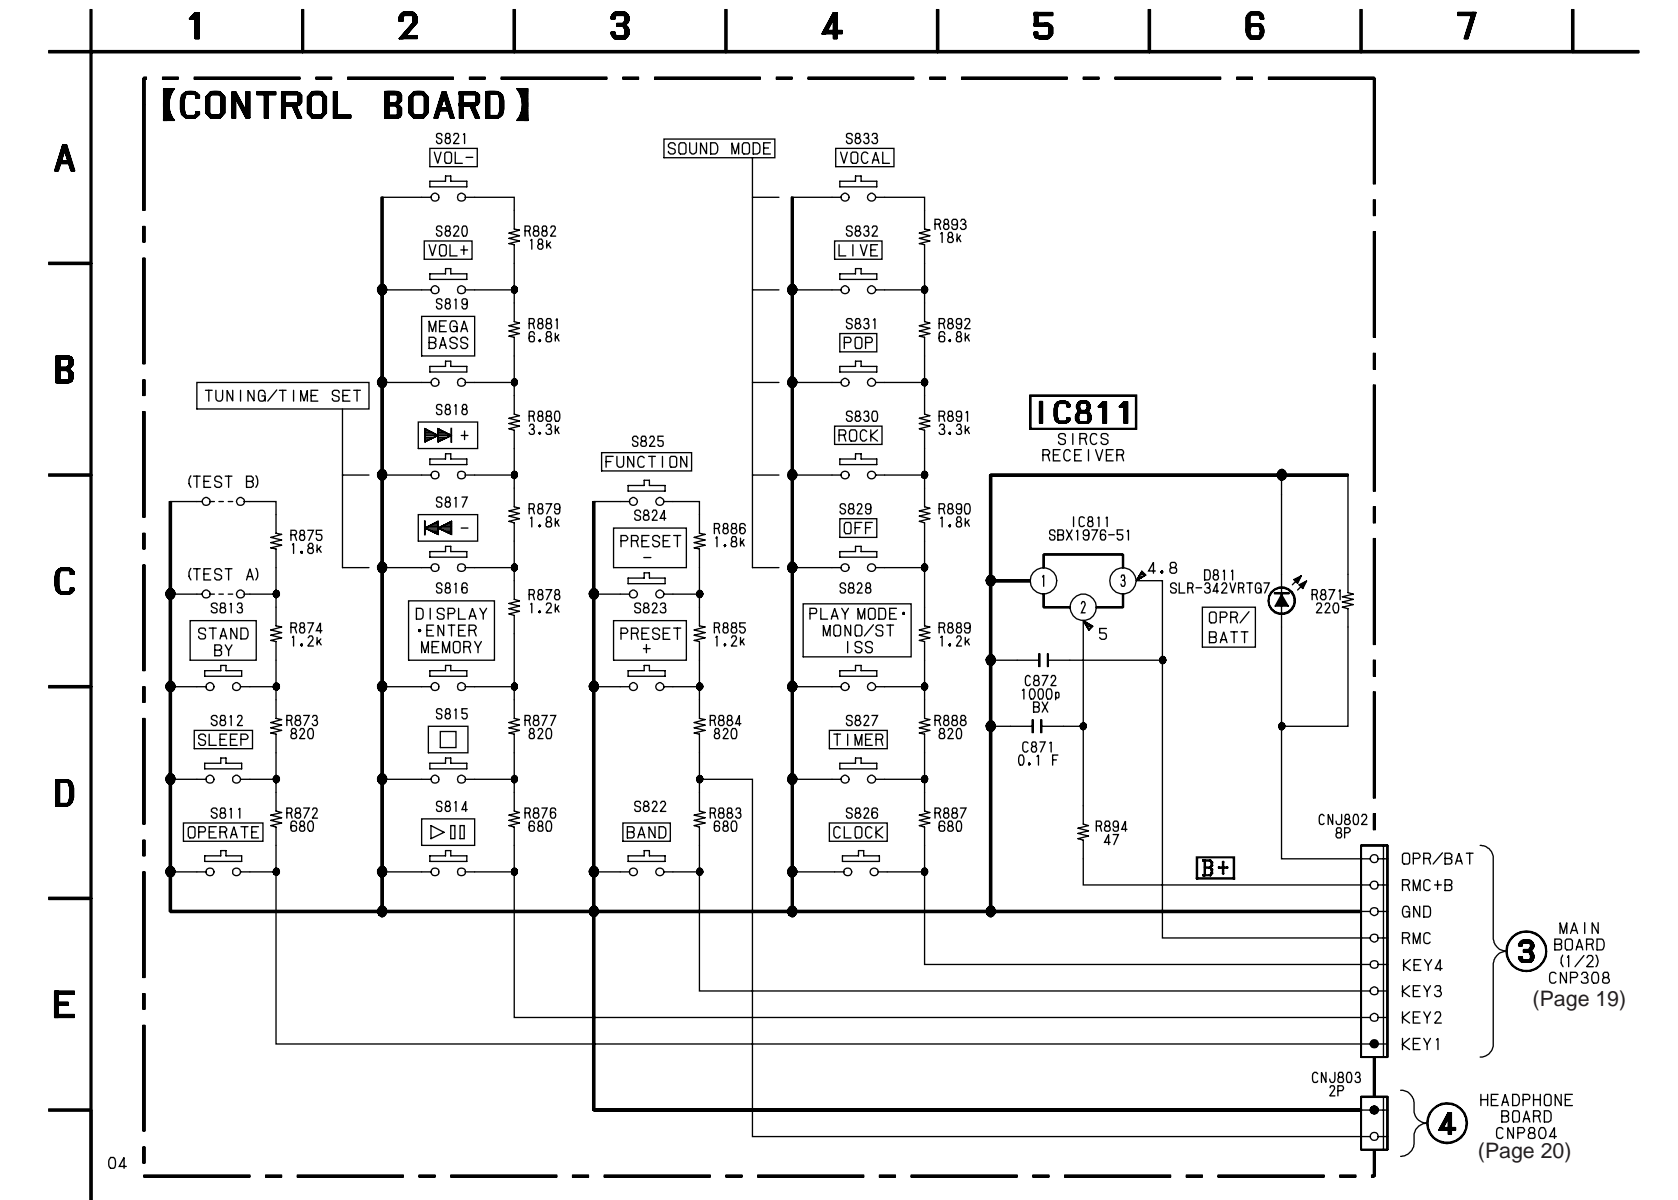 1 2 3 4 5 6 7
A
B
C
D
E
【CONTROL BOARD】
S821
VOL-
R882
18k
S820
VOL+
R881
6.8k
S819
MEGA
BASS
R880
3.3k
TUNING/TIME SET
S818
+
R879
1.8k
S817
-
R878
1.2k
S816
DISPLAY
·ENTER
MEMORY
R877
820
S815
R876
680
S814
(TEST B)
R875
1.8k
(TEST A)
S813
STAND
BY
R874
1.2k
R873
820
S812
SLEEP
R872
680
S811
OPERATE
S825
FUNCTION
R886
1.8k
S824
PRESET
-
R885
1.2k
S823
PRESET
+
R884
820
R883
680
S822
BAND
SOUND MODE
S833
VOCAL
R893
18k
S832
LIVE
R892
6.8k
S831
POP
R891
3.3k
S830
ROCK
R890
1.8k
S829
OFF
R889
1.2k
S828
PLAY MODE·
MONO/ST
ISS
R888
820
S827
TIMER
R887
680
S826
CLOCK
IC811
SIRCS
RECEIVER
IC811
SBX1976-51
1
3
2
4.8
5
C872
1000p
BX
C871
0.1 F
R894
47
D811
SLR-342VRTG7
OPR/
BATT
R871
220
B+
CNJ802
8P
OPR/BAT
RMC+B
GND
RMC
KEY4
KEY3
KEY2
KEY1
3
MAIN
BOARD
(1/2)
CNP308
(Page 19)
CNJ803
2P
4
HEADPHONE
BOARD
CNP804
(Page 20)
04